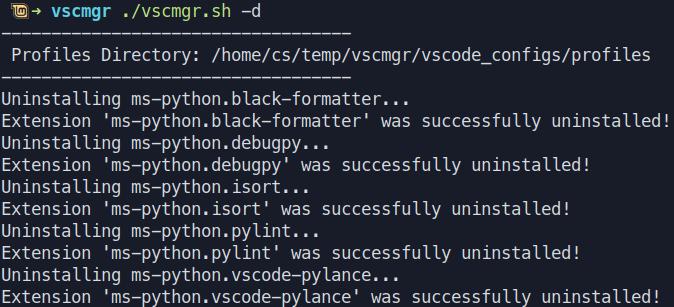 ➜ vscmgr ./vscmgr.sh -d
-----------------------------------
Profiles Directory: /home/cs/temp/vscmgr/vscode_configs/profiles
-----------------------------------
Uninstalling ms-python.black-formatter...
Extension 'ms-python.black-formatter' was successfully uninstalled!
Uninstalling ms-python.debugpy...
Extension 'ms-python.debugpy' was successfully uninstalled!
Uninstalling ms-python.isort...
Extension 'ms-python.isort' was successfully uninstalled!
Uninstalling ms-python.pylint...
Extension 'ms-python.pylint' was successfully uninstalled!
Uninstalling ms-python.vscode-pylance...
Extension 'ms-python.vscode-pylance' was successfully uninstalled!